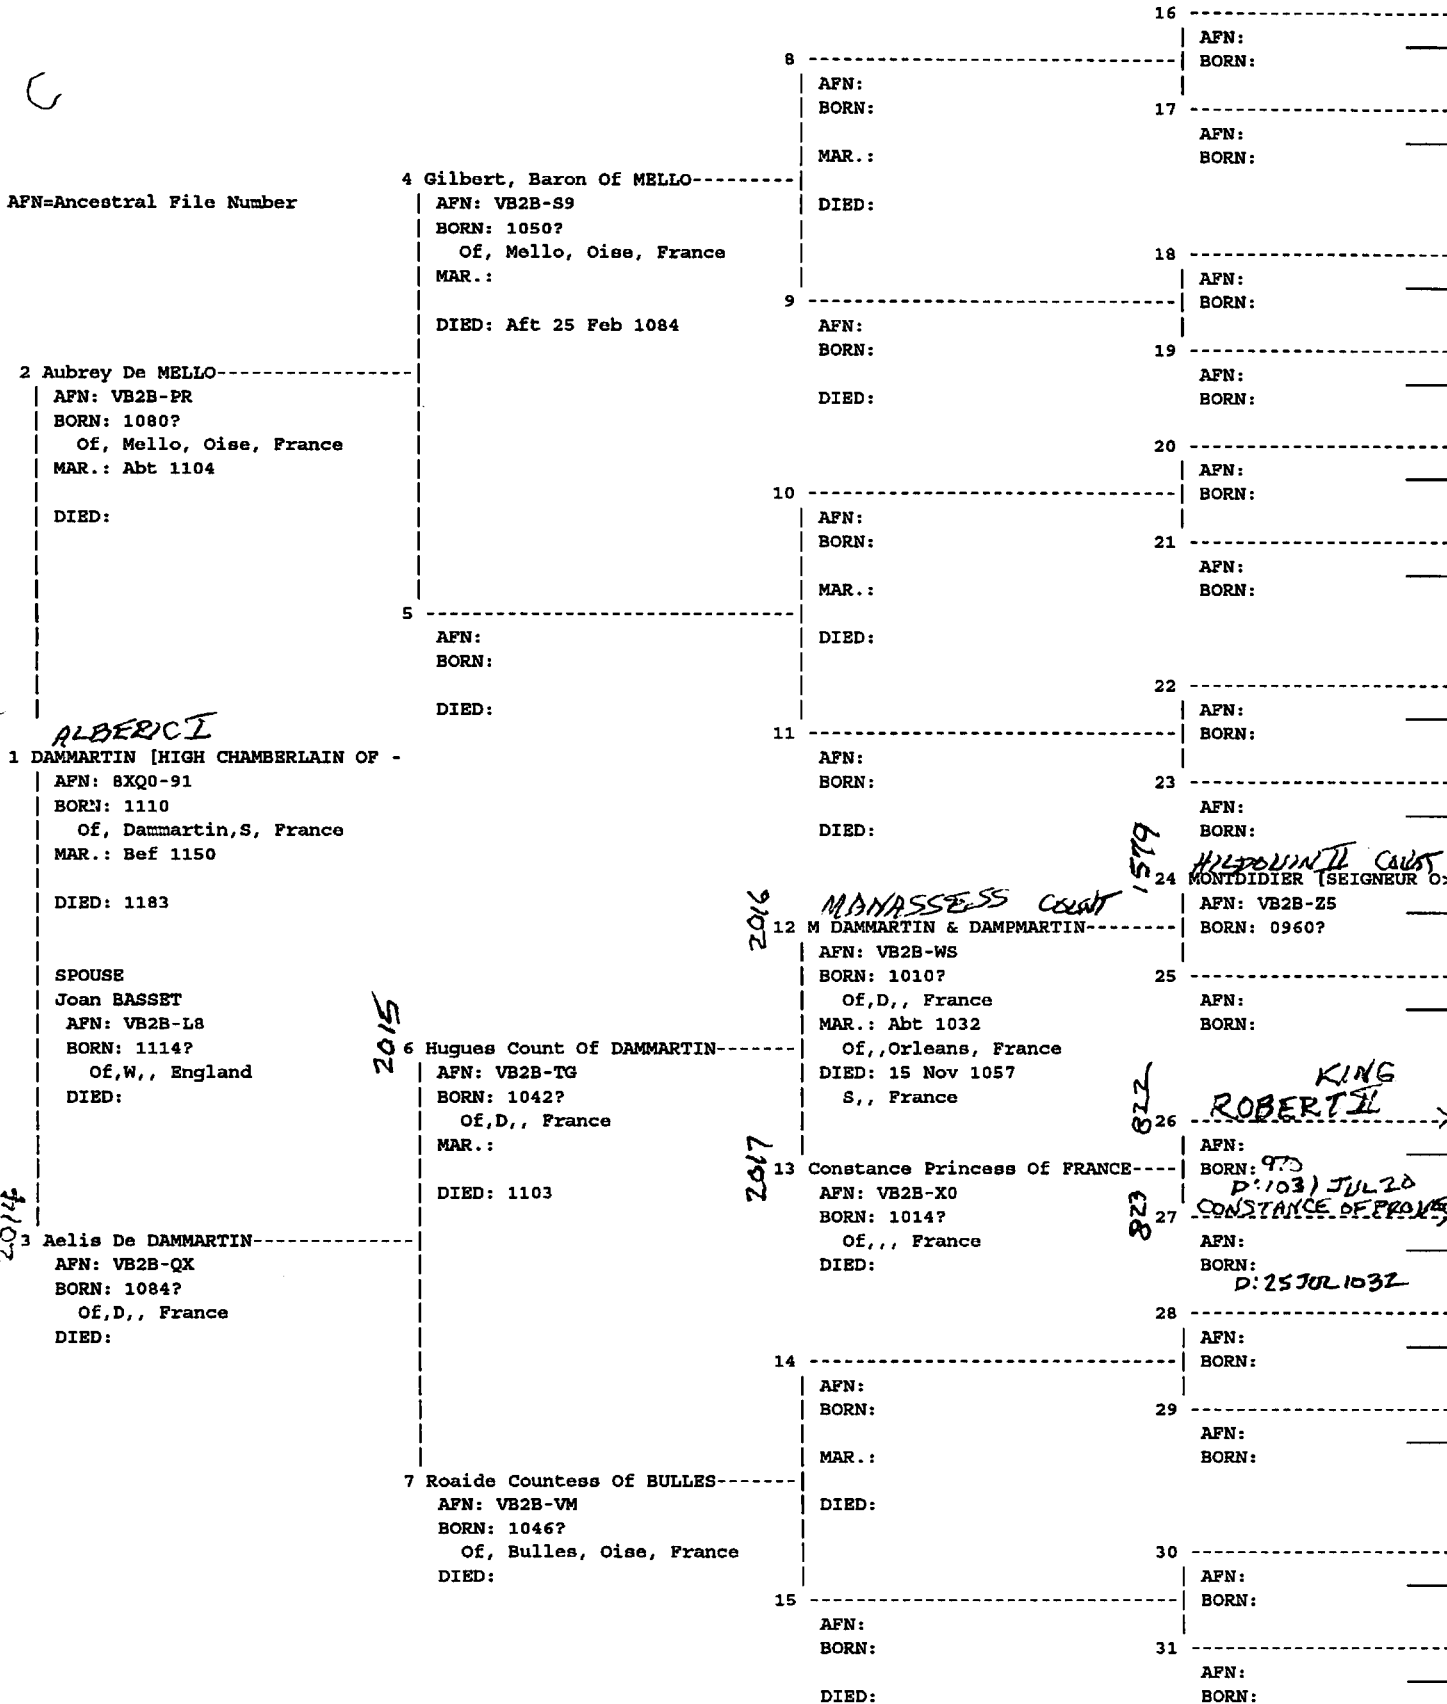 AFN=Ancestral File Number
2 Aubrey De MELLO----------------
AFN: VB2B-PR
BORN: 1080?
Of, Mello, Oise, France
MAR.: Abt 1104
DIED:
ALBERIC I
1 DAMMARTIN [HIGH CHAMBERLAIN OF -
AFN: 8XQ0-91
BORN: 1110
Of, Dammartin,S, France
MAR.: Bef 1150
DIED: 1183
SPOUSE
Joan BASSET
AFN: VB2B-L8
BORN: 1114?
Of,W,, England
DIED:
2014
3 Aelis De DAMMARTIN-------------
AFN: VB2B-QX
BORN: 1084?
Of,D,, France
DIED:
4 Gilbert, Baron Of MELLO---------
AFN: VB2B-S9
BORN: 1050?
Of, Mello, Oise, France
MAR.:
DIED: Aft 25 Feb 1084
5 -------------------------------
AFN:
BORN:
DIED:
2015
6 Hugues Count Of DAMMARTIN-------
AFN: VB2B-TG
BORN: 1042?
Of,D,, France
MAR.:
DIED: 1103
7 Roaide Countess Of BULLES-------
AFN: VB2B-VM
BORN: 1046?
Of, Bulles, Oise, France
DIED:
8 -------------------------------
AFN:
BORN:
MAR.:
DIED:
9 -------------------------------
AFN:
BORN:
DIED:
10 -------------------------------
AFN:
BORN:
MAR.:
DIED:
11 -------------------------------
AFN:
BORN:
DIED:
2016
MANASSESS COUNT
12 M DAMMARTIN & DAMPMARTIN--------
AFN: VB2B-WS
BORN: 1010?
Of,D,, France
MAR.: Abt 1032
Of,,Orleans, France
DIED: 15 Nov 1057
S,, France
2017
13 Constance Princess Of FRANCE----
AFN: VB2B-X0
BORN: 1014?
Of,,, France
DIED:
14 -------------------------------
AFN:
BORN:
MAR.:
DIED:
15 -------------------------------
AFN:
BORN:
DIED:
16 ----------------------
AFN:
BORN:
17 ----------------------
AFN:
BORN:
18 ----------------------
AFN:
BORN:
19 ----------------------
AFN:
BORN:
20 ----------------------
AFN:
BORN:
21 ----------------------
AFN:
BORN:
22 ----------------------
AFN:
BORN:
23 ----------------------
AFN:
BORN:
1579
HILDOUIN II COUNT
24 MONTDIDIER [SEIGNEUR O
AFN: VB2B-Z5
BORN: 0960?
25 ----------------------
AFN:
BORN:
822
KING
ROBERT II
26 ----------------------
AFN:
BORN:
D: 1031 JUL 20
823
27 CONSTANCE OF PROVE
AFN:
BORN:
D: 25 JUL 1032
28 ----------------------
AFN:
BORN:
29 ----------------------
AFN:
BORN:
30 ----------------------
AFN:
BORN:
31 ----------------------
AFN:
BORN: